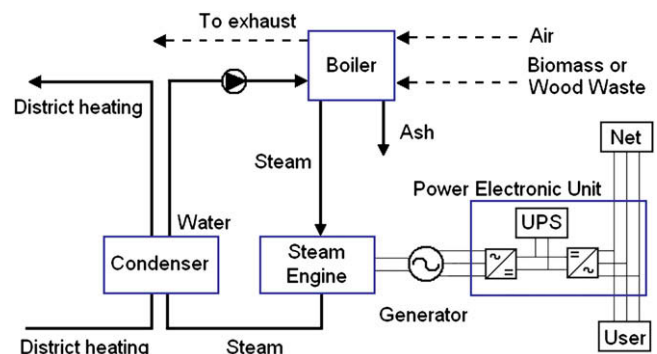 To exhaust
Boiler
Air
Biomass or
Wood Waste
District heating
Ash
Net
Steam
Power Electronic Unit
Water
UPS
Condenser
Steam
Engine
Generator
District heating
Steam
User